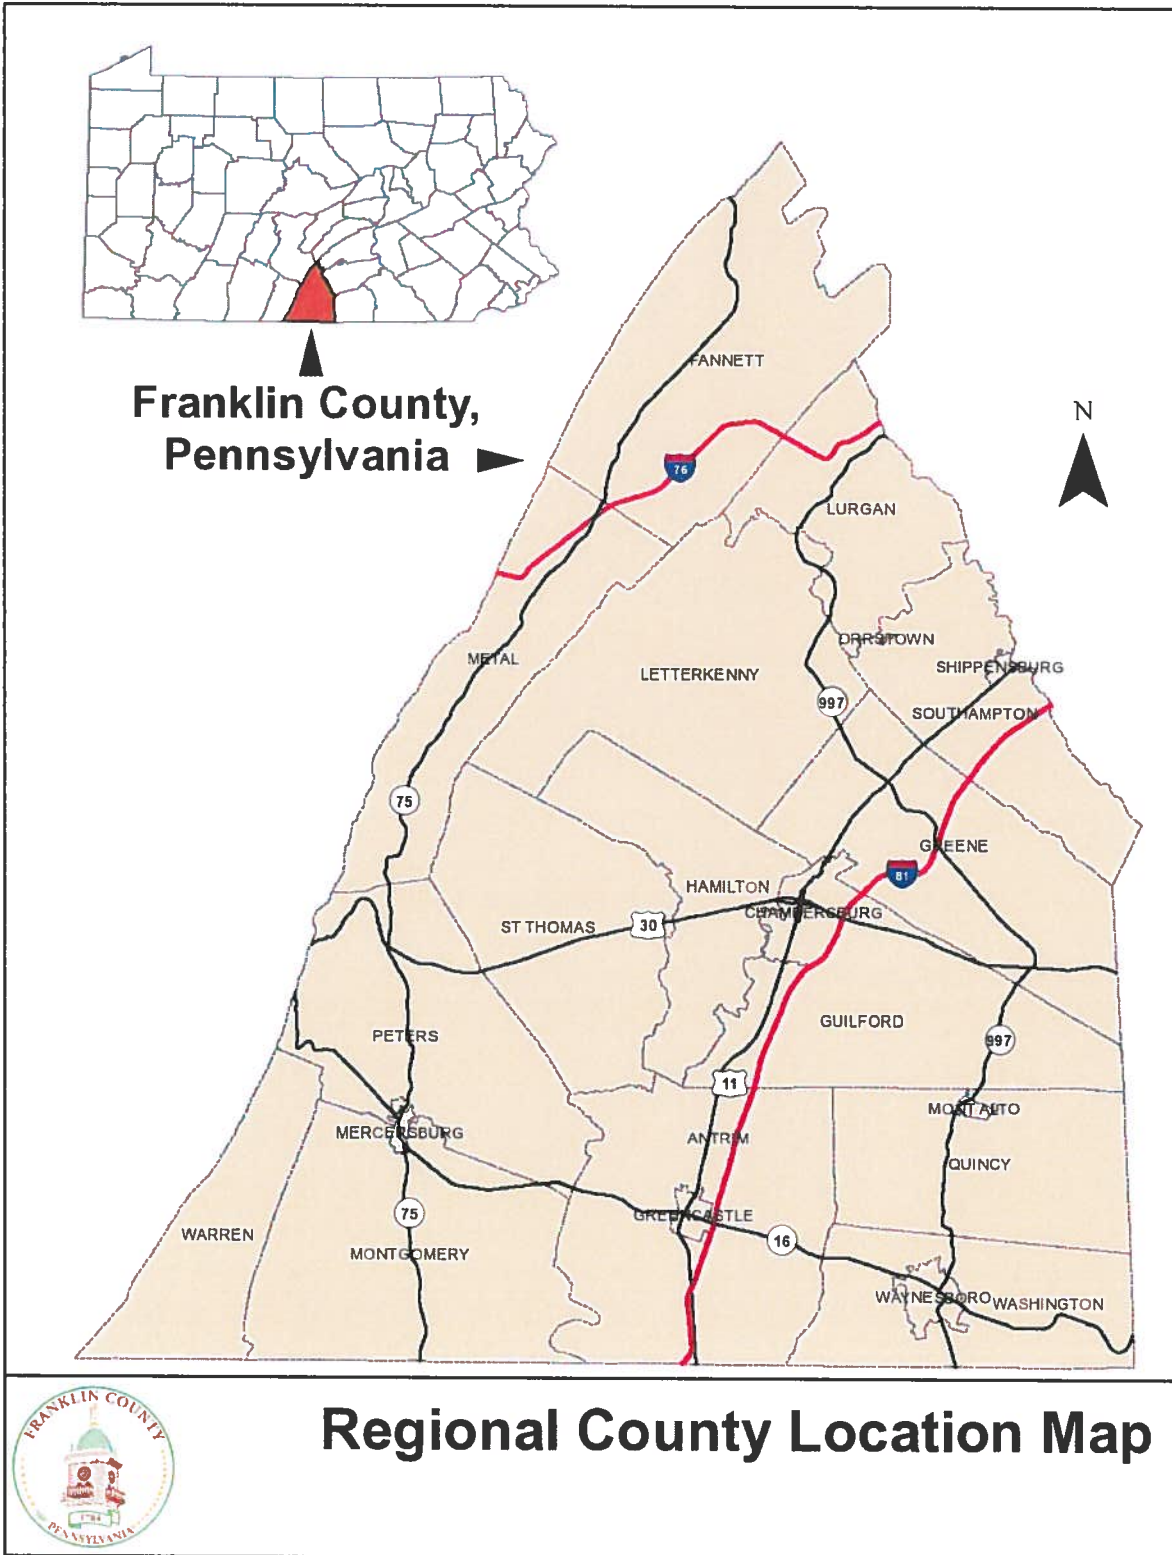 Franklin County,
Pennsylvania
N
FANNETT
76
LURGAN
ORRSTOWN
METAL
SHIPPENSBURG
LETTERKENNY
997
SOUTHAMPTON
75
GREENE
81
HAMILTON
CHAMBERSBURG
ST THOMAS
30
GUILFORD
PETERS
997
11
MONT ALTO
MERCERSBURG
ANTRIM
QUINCY
75
GREENCASTLE
WARREN
16
MONTGOMERY
WAYNESBORO
WASHINGTON
FRANKLIN COUNTY
1784
PENNSYLVANIA
Regional County Location Map